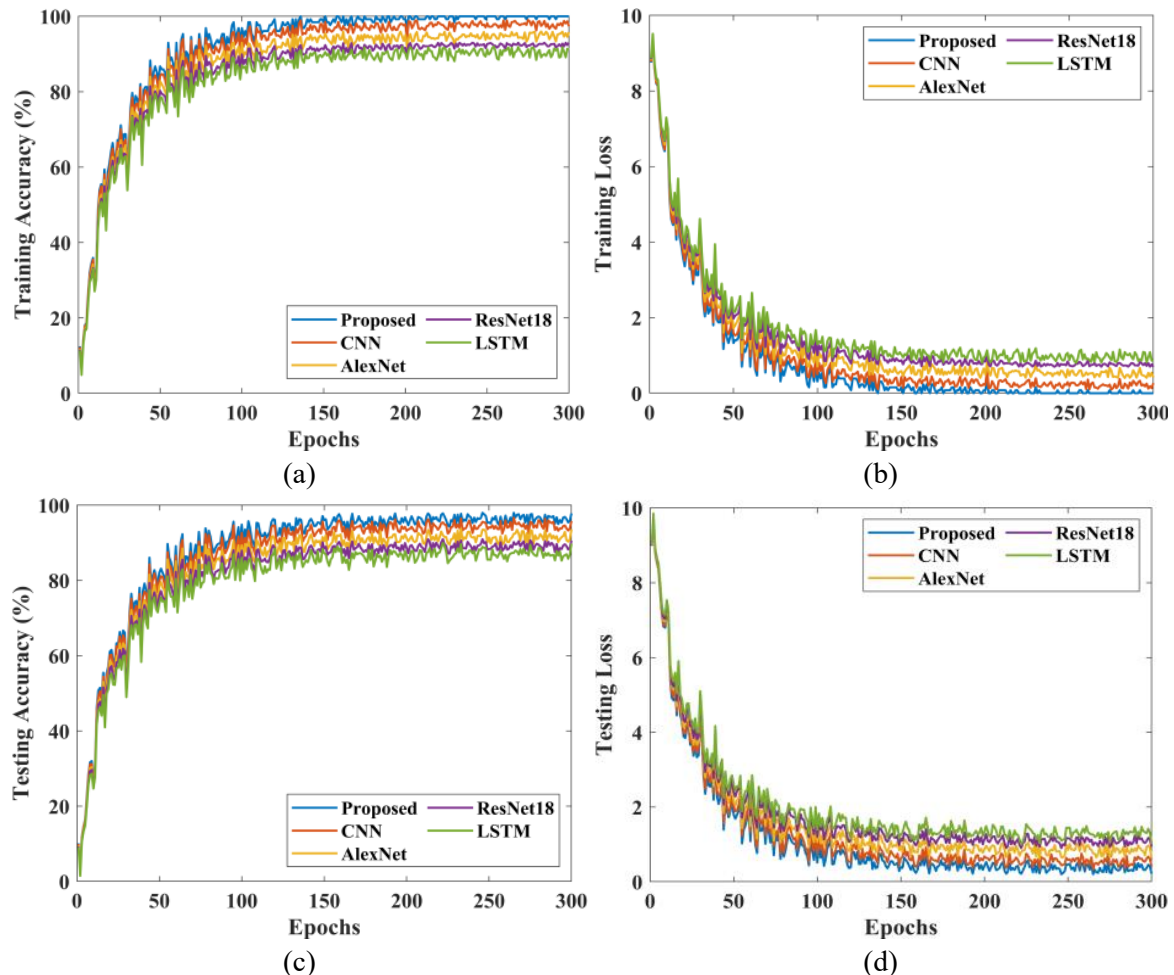 100
80
60
40
20
0
Training Accuracy (%)
Proposed ResNet18
CNN LSTM
AlexNet
0 50 100 150 200 250 300
Epochs
(a)
10
8
6
4
2
0
Training Loss
Proposed ResNet18
CNN LSTM
AlexNet
0 50 100 150 200 250 300
Epochs
(b)
100
80
60
40
20
0
Testing Accuracy (%)
Proposed ResNet18
CNN LSTM
AlexNet
0 50 100 150 200 250 300
Epochs
(c)
10
8
6
4
2
0
Testing Loss
Proposed ResNet18
CNN LSTM
AlexNet
0 50 100 150 200 250 300
Epochs
(d)